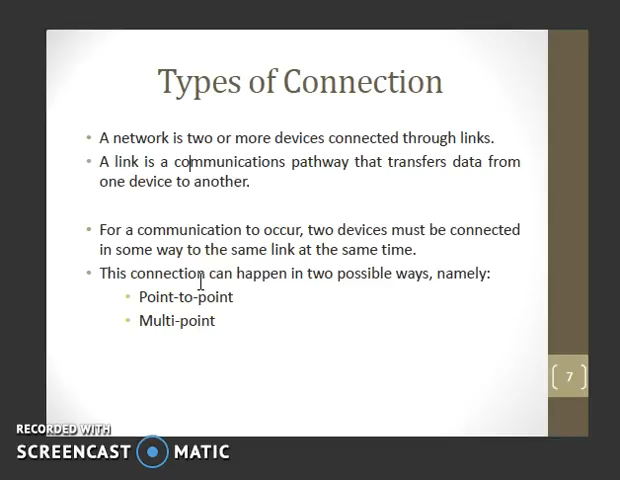 Types of Connection
• A network is two or more devices connected through links.
• A link is a communications pathway that transfers data from
one device to another.
• For a communication to occur, two devices must be connected
in some way to the same link at the same time.
• This connection can happen in two possible ways, namely:
• Point-to-point
• Multi-point
7
RECORDED WITH
SCREENCAST MATIC